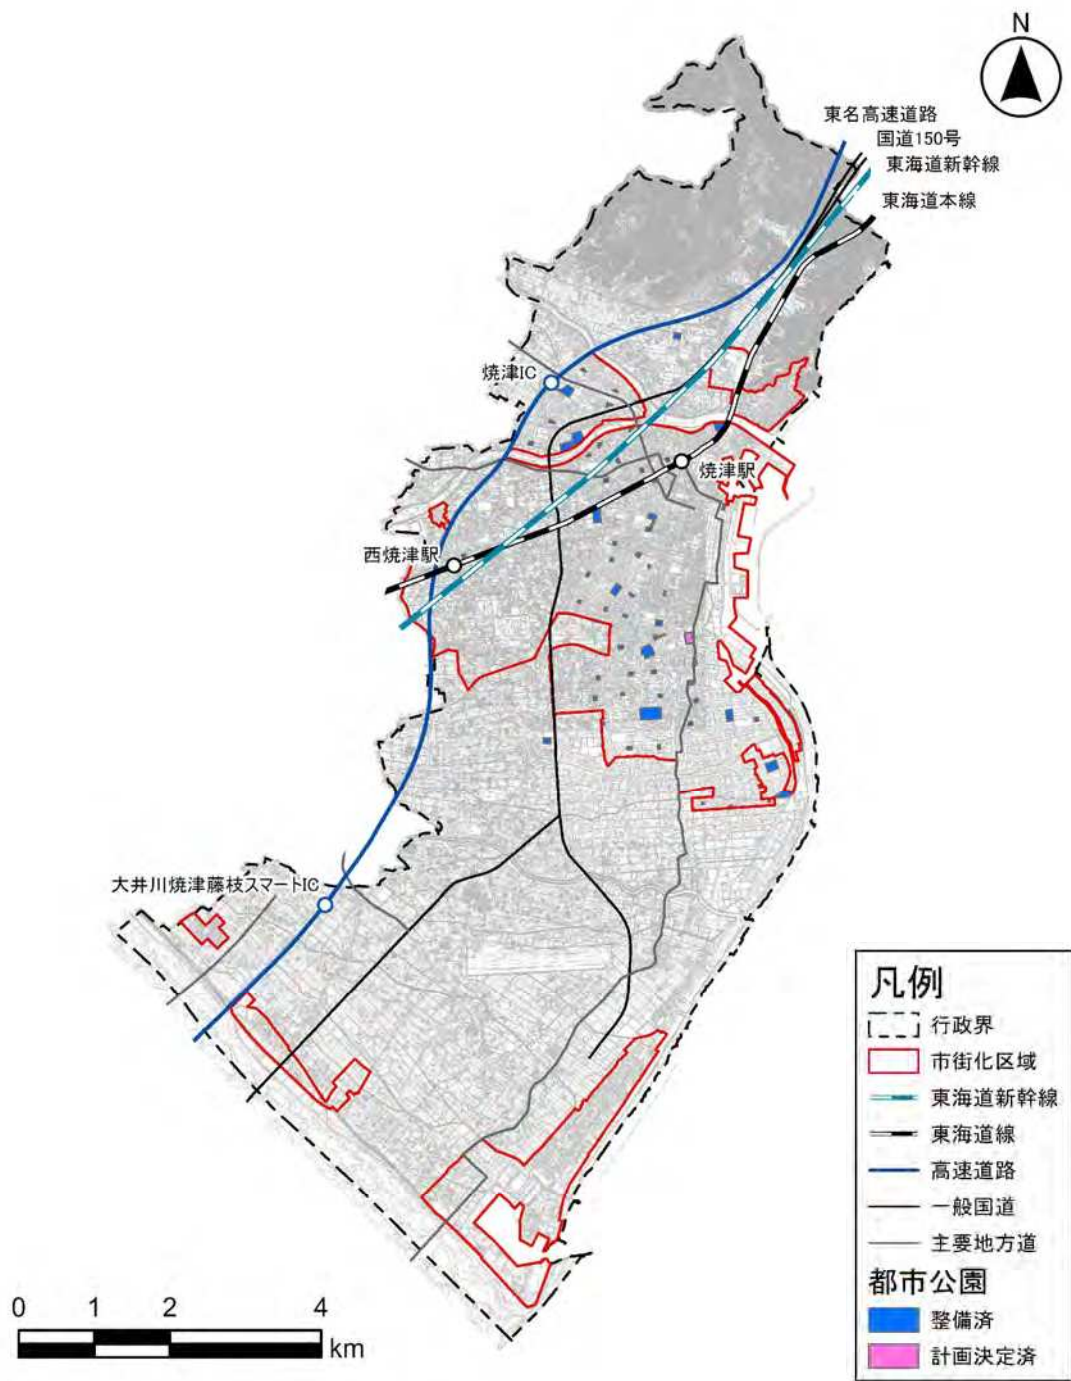 N
東名高速道路
国道150号
東海道新幹線
東海道本線
焼津IC
焼津駅
西焼津駅
大井川焼津藤枝スマートIC
凡例
行政界
市街化区域
東海道新幹線
東海道線
高速道路
一般国道
主要地方道
都市公園
整備済
計画決定済
0 1 2 4
km